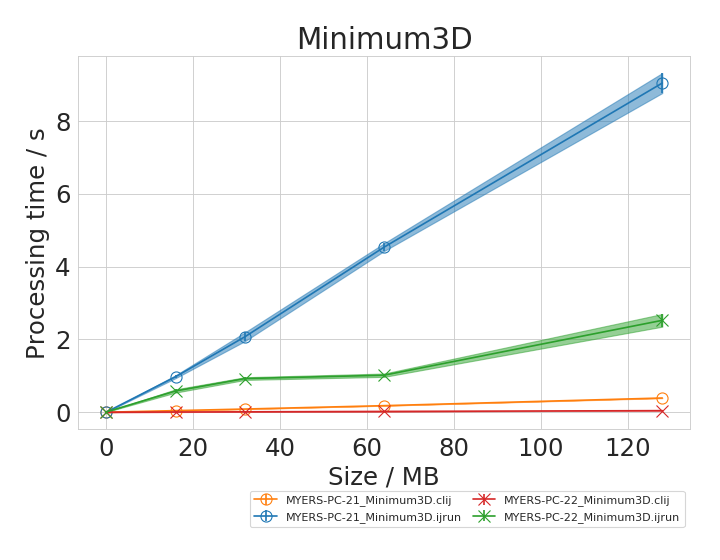 Minimum3D
Processing time / s
8
6
4
2
0
0 20 40 60 80 100 120
Size / MB
MYERS-PC-21_Minimum3D.clij MYERS-PC-22_Minimum3D.clij
MYERS-PC-21_Minimum3D.ijrun MYERS-PC-22_Minimum3D.ijrun